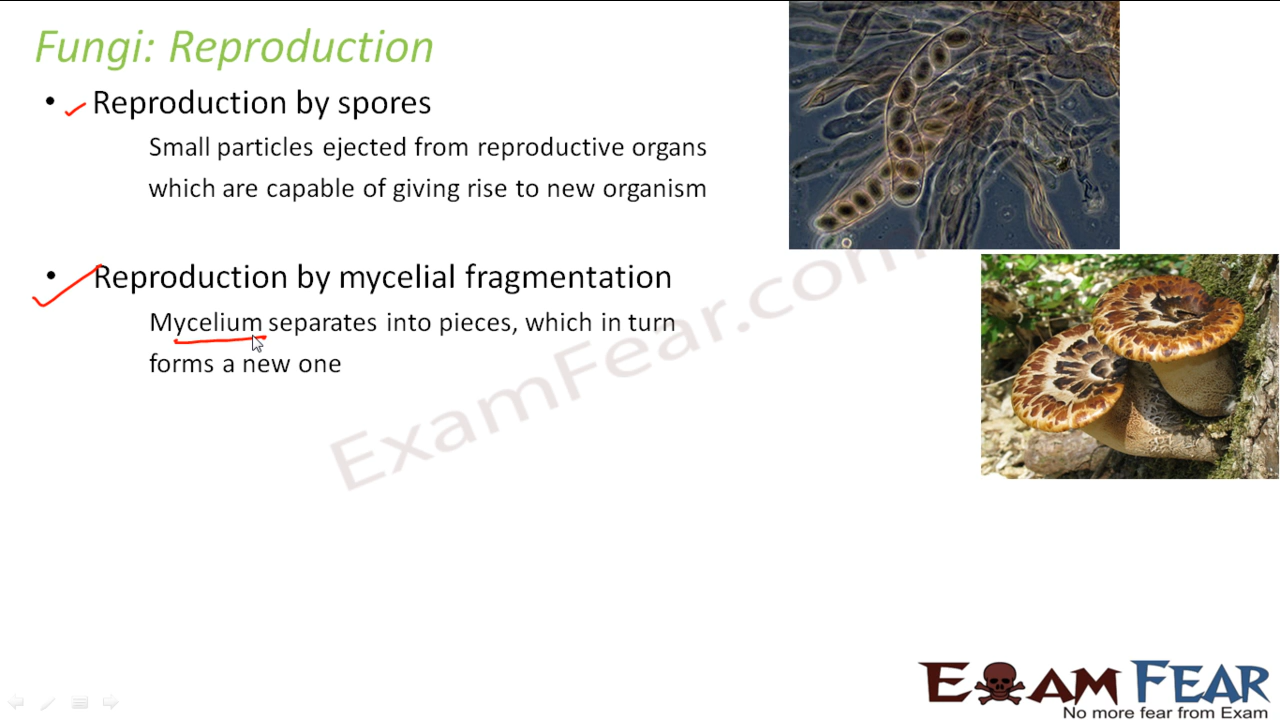 Fungi: Reproduction
• Reproduction by spores
Small particles ejected from reproductive organs
which are capable of giving rise to new organism
• Reproduction by mycelial fragmentation
Mycelium separates into pieces, which in turn
forms a new one
ExamFear.com
EXAM FEAR
No more fear from Exam